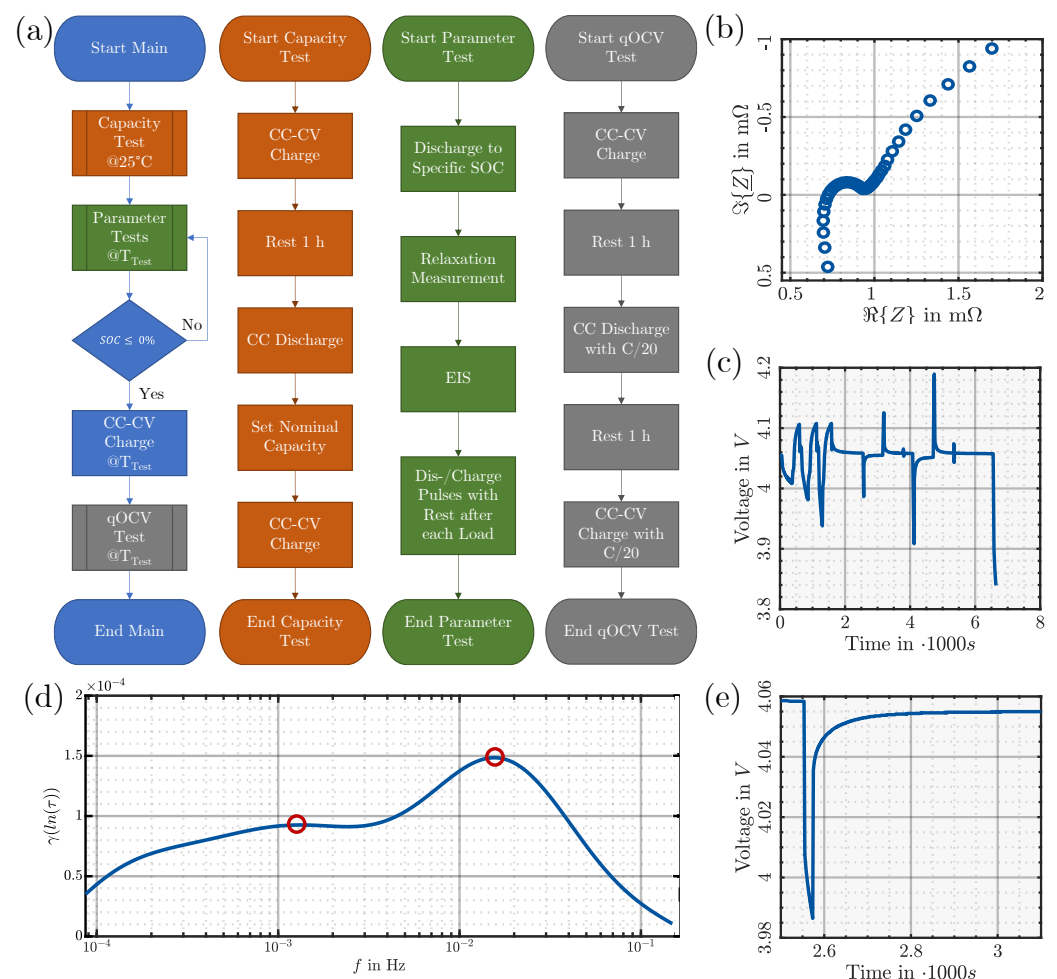 (a)
Start Main
Capacity
Test
@25°C
Parameter
Tests
@T_Test
SOC ≤ 0%
No
Yes
CC-CV
Charge
@T_Test
qOCV
Test
@T_Test
End Main
Start Capacity
Test
CC-CV
Charge
Rest 1 h
CC Discharge
Set Nominal
Capacity
CC-CV
Charge
End Capacity
Test
Start Parameter
Test
Discharge to
Specific SOC
Relaxation
Measurement
EIS
Dis-/Charge
Pulses with
Rest after
each Load
End Parameter
Test
Start qOCV
Test
CC-CV
Charge
Rest 1 h
CC Discharge
with C/20
Rest 1 h
CC-CV
Charge with
C/20
End qOCV Test
(b)
-1
-0.5
0
0.5
ℑ{Z} in mΩ
0.5
1
1.5
2
ℜ{Z} in mΩ
(c)
4.2
4.1
4
3.9
3.8
Voltage in V
0
2
4
6
8
Time in ·1000s
(d)
×10⁻⁴
2
1.5
1
0.5
0
γ(ln(τ))
10⁻⁴
10⁻³
10⁻²
10⁻¹
f in Hz
(e)
4.06
4.04
4.02
4
3.98
Voltage in V
2.6
2.8
3
Time in ·1000s